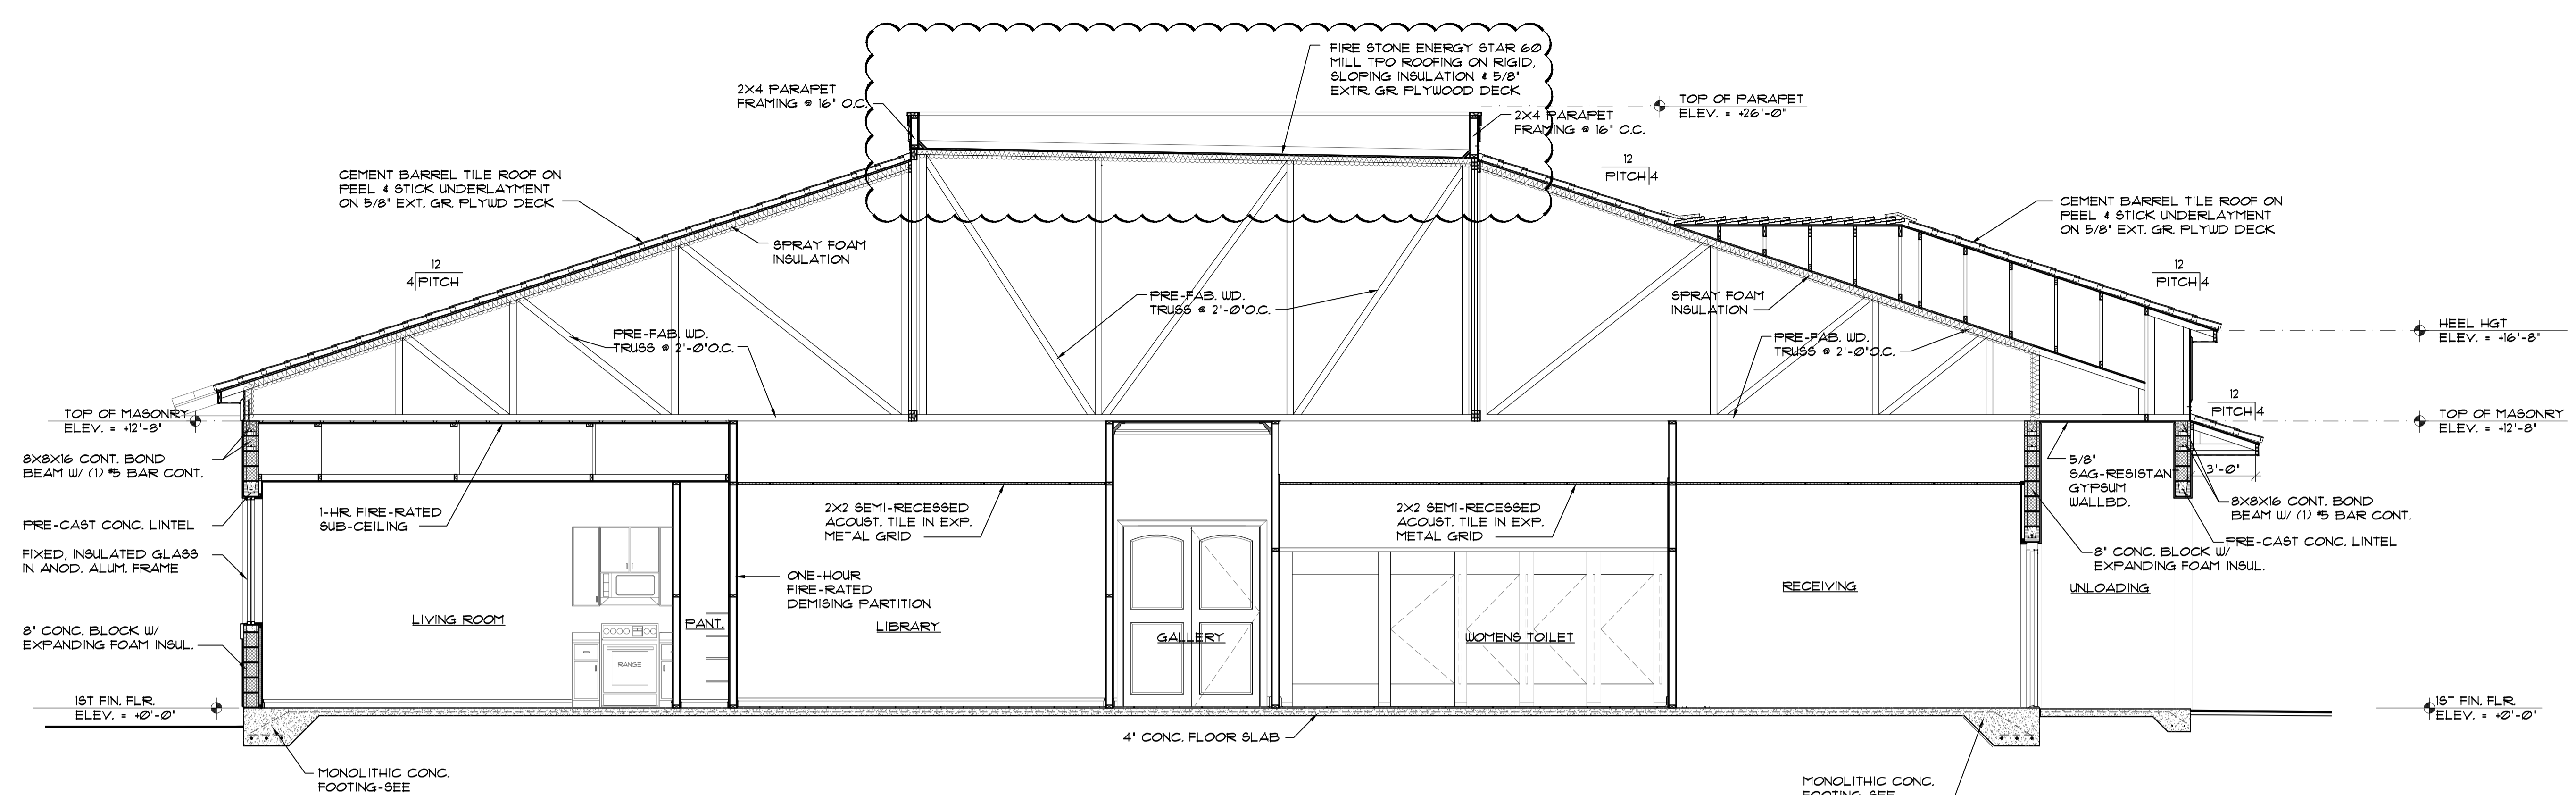 FIRE STONE ENERGY STAR 60
MILL TPO ROOFING ON RIGID,
SLOPING INSULATION & 5/8"
EXTR. GR. PLYWOOD DECK
2X4 PARAPET
FRAMING @ 16" O.C.
TOP OF PARAPET
ELEV. = +26'-0"
2X4 PARAPET
FRAMING @ 16" O.C.
12
PITCH 4
CEMENT BARREL TILE ROOF ON
PEEL & STICK UNDERLAYMENT
ON 5/8" EXT. GR. PLYWD DECK
CEMENT BARREL TILE ROOF ON
PEEL & STICK UNDERLAYMENT
ON 5/8" EXT. GR. PLYWD DECK
SPRAY FOAM
INSULATION
12
4 PITCH
12
PITCH 4
PRE-FAB. WD.
TRUSS @ 2'-0"O.C.
SPRAY FOAM
INSULATION
PRE-FAB. WD.
TRUSS @ 2'-0"O.C.
PRE-FAB. WD.
TRUSS @ 2'-0"O.C.
HEEL HGT
ELEV. = +16'-8"
12
PITCH 4
TOP OF MASONRY
ELEV. = +12'-8"
TOP OF MASONRY
ELEV. = +12'-8"
8X8X16 CONT. BOND
BEAM W/ (1) #5 BAR CONT.
5/8"
SAG-RESISTANT
GYPSUM
WALLBD.
3'-0"
8X8X16 CONT. BOND
BEAM W/ (1) #5 BAR CONT.
PRE-CAST CONC. LINTEL
1-HR. FIRE-RATED
SUB-CEILING
2X2 SEMI-RECESSED
ACOUST. TILE IN EXP.
METAL GRID
2X2 SEMI-RECESSED
ACOUST. TILE IN EXP.
METAL GRID
PRE-CAST CONC. LINTEL
FIXED, INSULATED GLASS
IN ANOD. ALUM. FRAME
8" CONC. BLOCK W/
EXPANDING FOAM INSUL.
ONE-HOUR
FIRE-RATED
DEMISING PARTITION
RECEIVING
UNLOADING
LIVING ROOM
PANT.
LIBRARY
GALLERY
WOMENS TOILET
8" CONC. BLOCK W/
EXPANDING FOAM INSUL.
RANGE
1ST FIN. FLR.
ELEV. = +0'-0"
1ST FIN. FLR.
ELEV. = +0'-0"
4" CONC. FLOOR SLAB
MONOLITHIC CONC.
FOOTING-SEE
MONOLITHIC CONC.
FOOTING-SEE